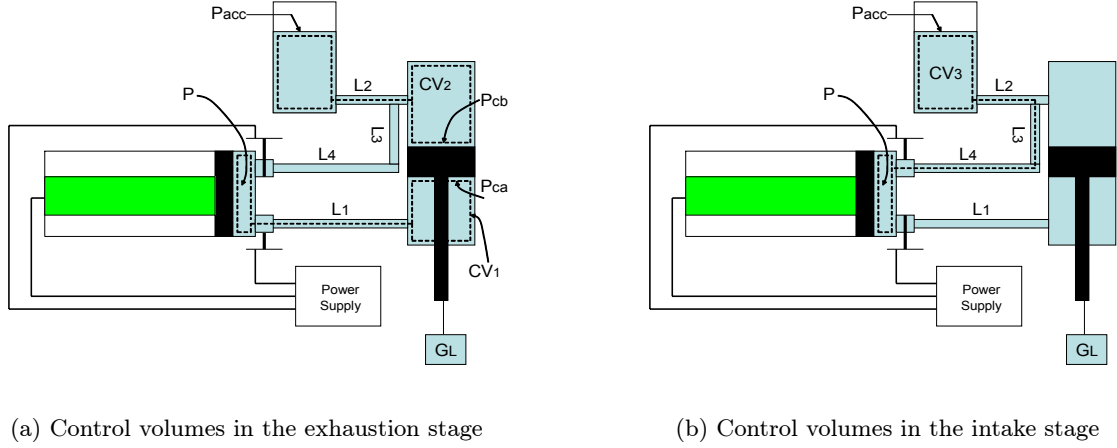 Pacc
L2
CV2
P
Pcb
L3
L4
Pca
L1
CV1
Power
Supply
GL
Pacc
CV3
L2
P
L3
L4
L1
Power
Supply
GL
(a) Control volumes in the exhaustion stage
(b) Control volumes in the intake stage